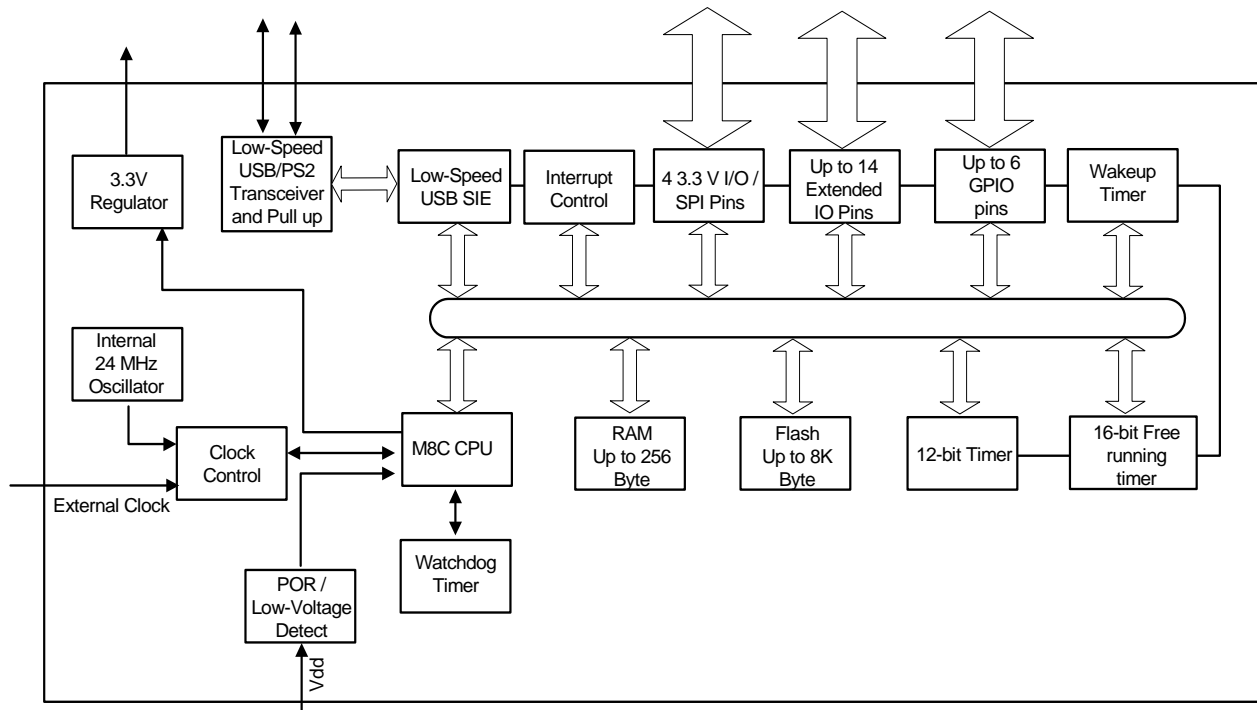 3.3V
Regulator
Low-Speed
USB/PS2
Transceiver
and Pull up
Low-Speed
USB SIE
Interrupt
Control
4 3.3 V I/O /
SPI Pins
Up to 14
Extended
IO Pins
Up to 6
GPIO
pins
Wakeup
Timer
Internal
24 MHz
Oscillator
Clock
Control
External Clock
M8C CPU
RAM
Up to 256
Byte
Flash
Up to 8K
Byte
12-bit Timer
16-bit Free
running
timer
Watchdog
Timer
POR /
Low-Voltage
Detect
Vdd